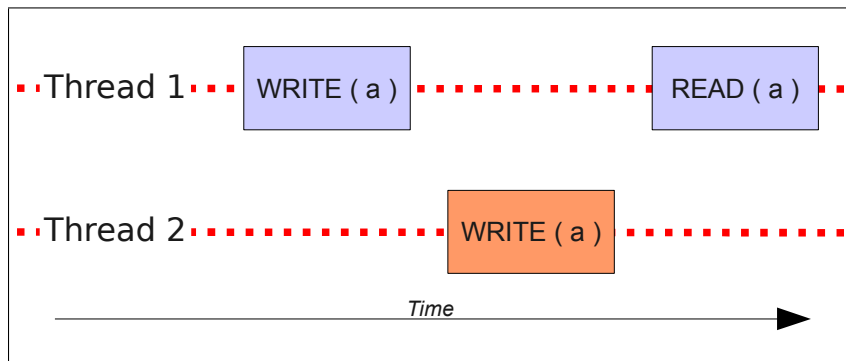 Thread 1 WRITE ( a ) READ ( a )
Thread 2 WRITE ( a )
Time